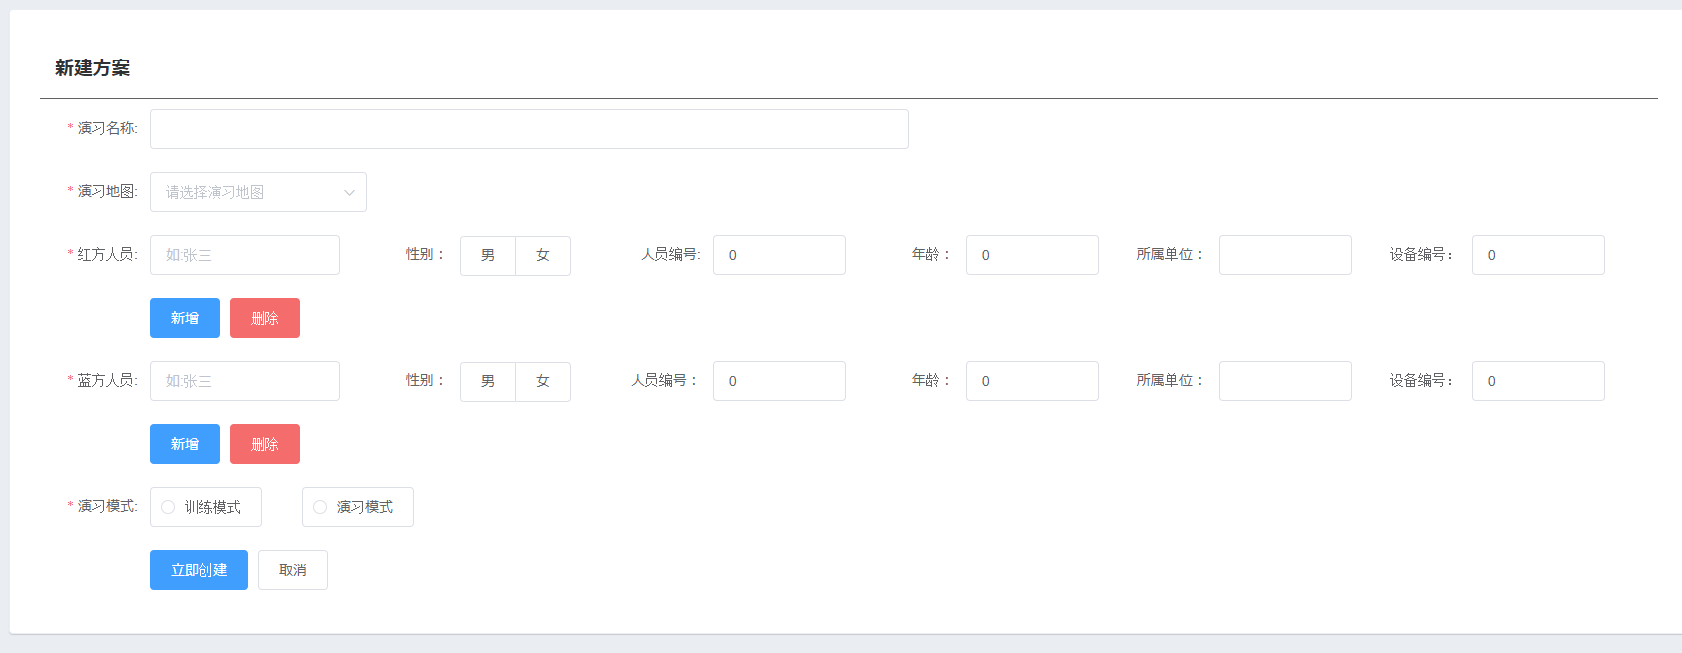 新建方案
* 演习名称:
* 演习地图: 请选择演习地图
* 红方人员: 如:张三 性别： 男 女 人员编号: 0 年龄： 0 所属单位： 设备编号： 0
新增 删除
* 蓝方人员: 如:张三 性别： 男 女 人员编号： 0 年龄： 0 所属单位： 设备编号： 0
新增 删除
* 演习模式: 训练模式 演习模式
立即创建 取消